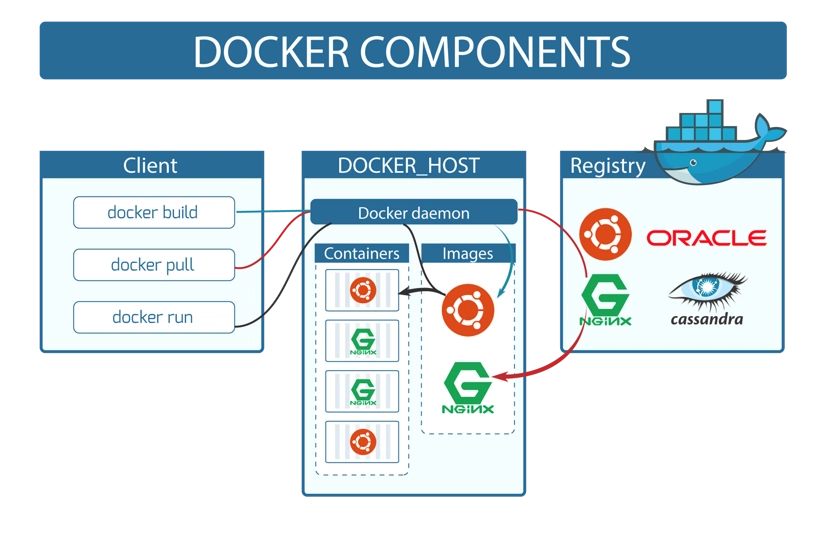 DOCKER COMPONENTS
Client
docker build
docker pull
docker run
DOCKER_HOST
Docker daemon
Containers
NGiNX
NGiNX
Images
NGiNX
Registry
ORACLE
NGiNX
cassandra